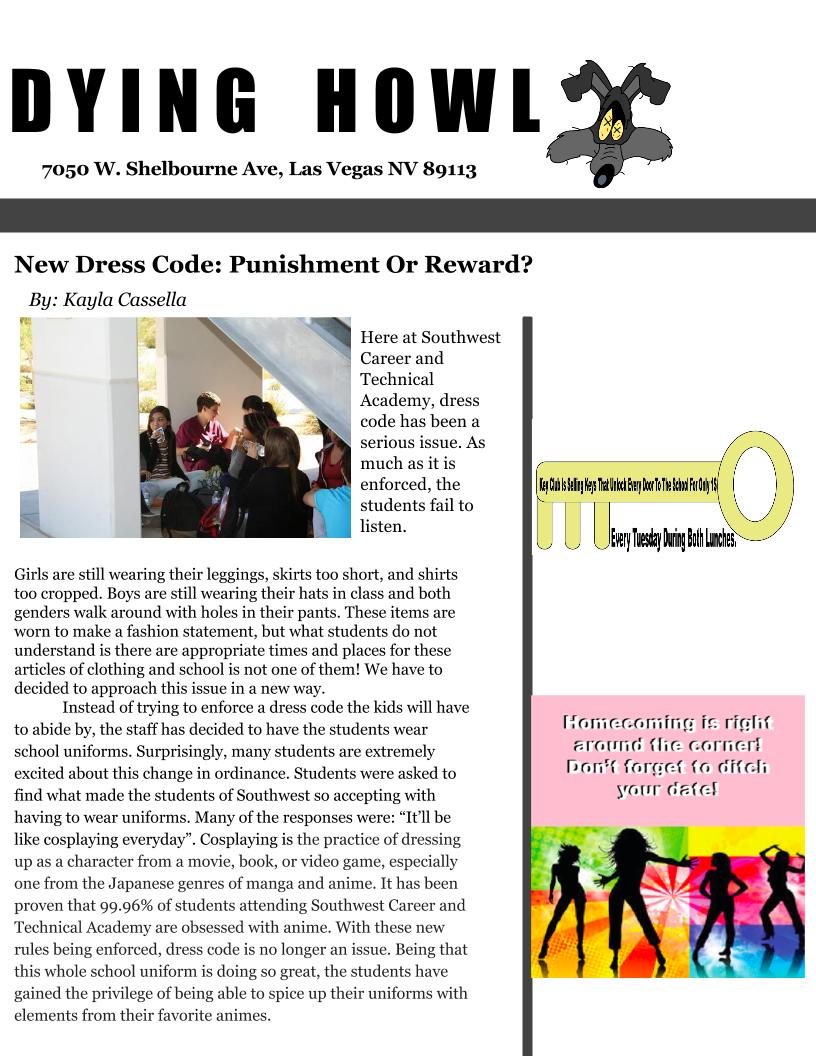 DYING HOWL
7050 W. Shelbourne Ave, Las Vegas NV 89113
New Dress Code: Punishment Or Reward?
By: Kayla Cassella
Here at Southwest
Career and
Technical
Academy, dress
code has been a
serious issue. As
much as it is
enforced, the
students fail to
listen.
Girls are still wearing their leggings, skirts too short, and shirts
too cropped. Boys are still wearing their hats in class and both
genders walk around with holes in their pants. These items are
worn to make a fashion statement, but what students do not
understand is there are appropriate times and places for these
articles of clothing and school is not one of them! We have to
decided to approach this issue in a new way.
Instead of trying to enforce a dress code the kids will have
to abide by, the staff has decided to have the students wear
school uniforms. Surprisingly, many students are extremely
excited about this change in ordinance. Students were asked to
find what made the students of Southwest so accepting with
having to wear uniforms. Many of the responses were: “It’ll be
like cosplaying everyday”. Cosplaying is the practice of dressing
up as a character from a movie, book, or video game, especially
one from the Japanese genres of manga and anime. It has been
proven that 99.96% of students attending Southwest Career and
Technical Academy are obsessed with anime. With these new
rules being enforced, dress code is no longer an issue. Being that
this whole school uniform is doing so great, the students have
gained the privilege of being able to spice up their uniforms with
elements from their favorite animes.
Key Club Is Selling Keys That Unlock Every Door To The School For Only 1$
Every Tuesday During Both Lunches.
Homecoming is right
around the corner!
Don't forget to ditch
your date!